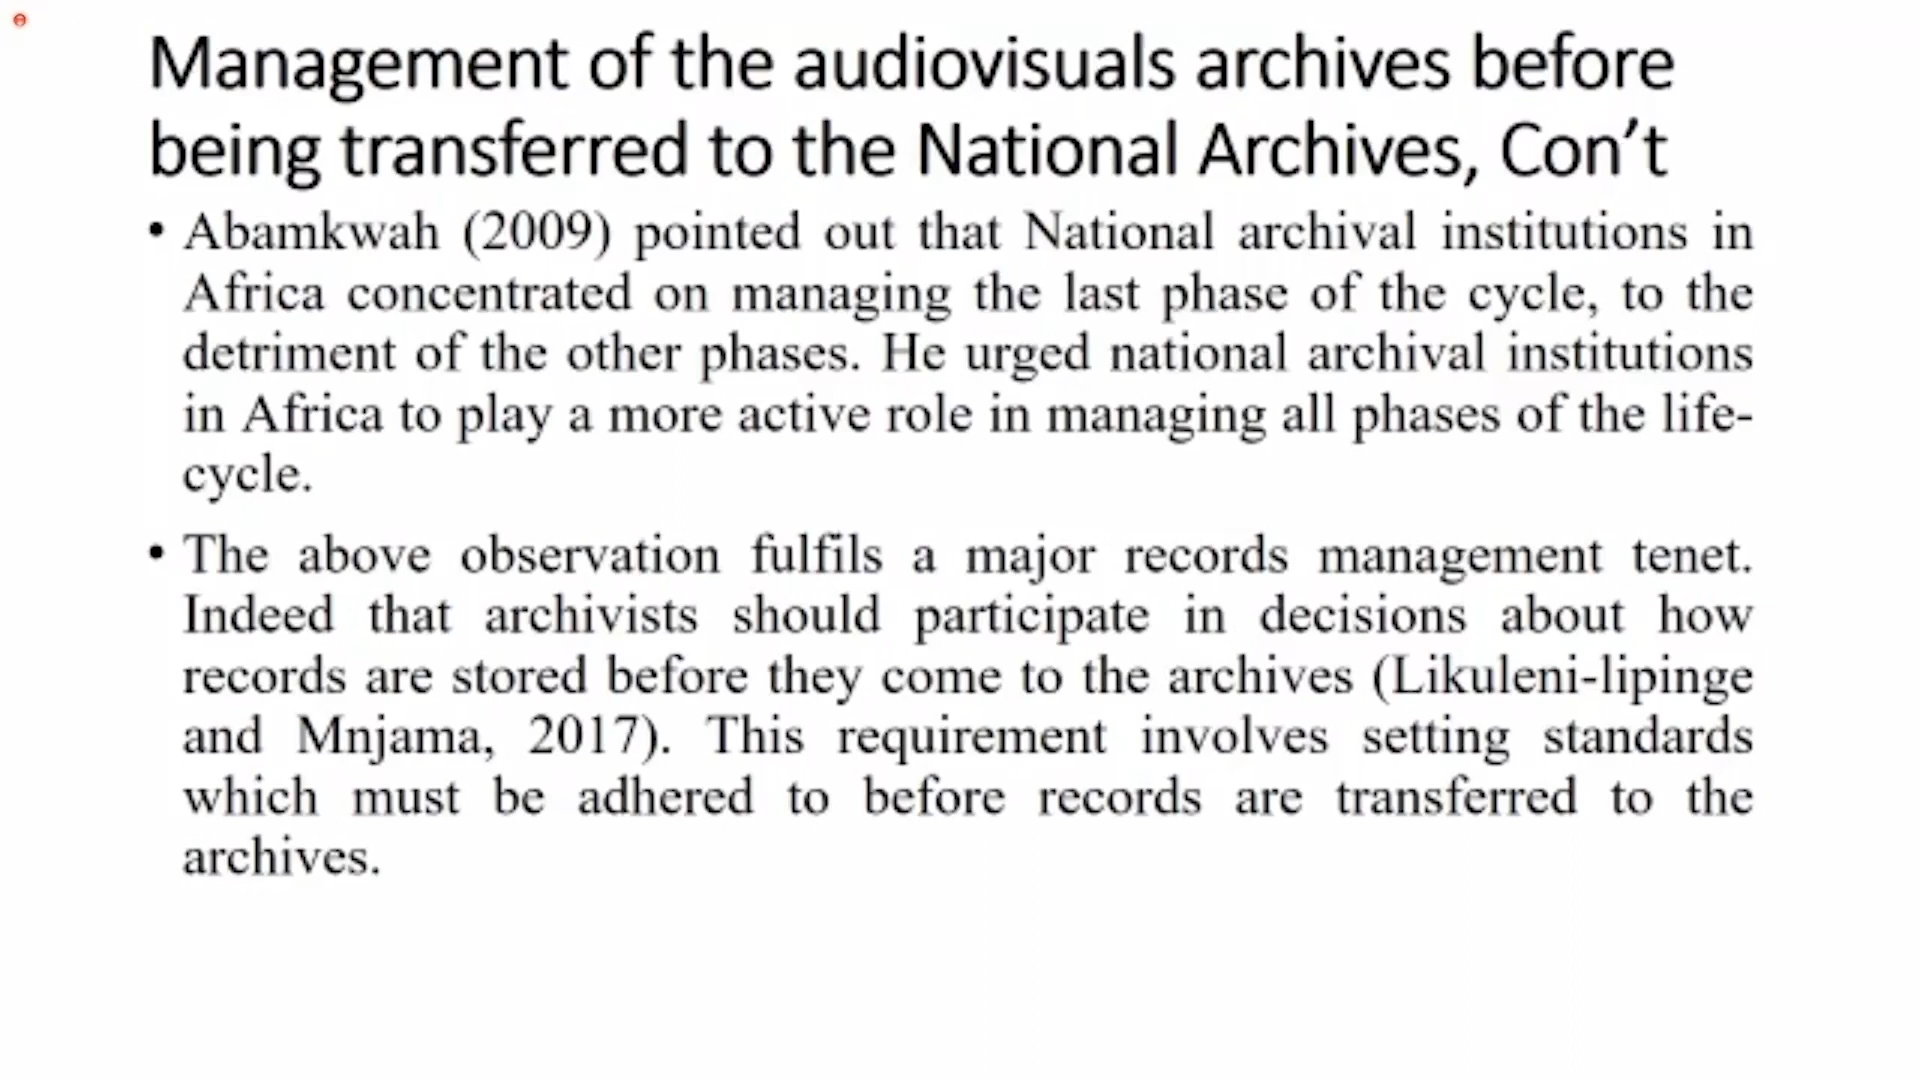 Management of the audiovisuals archives before
being transferred to the National Archives, Con’t
• Abamkwah (2009) pointed out that National archival institutions in
Africa concentrated on managing the last phase of the cycle, to the
detriment of the other phases. He urged national archival institutions
in Africa to play a more active role in managing all phases of the life-
cycle.
• The above observation fulfils a major records management tenet.
Indeed that archivists should participate in decisions about how
records are stored before they come to the archives (Likuleni-lipinge
and Mnjama, 2017). This requirement involves setting standards
which must be adhered to before records are transferred to the
archives.